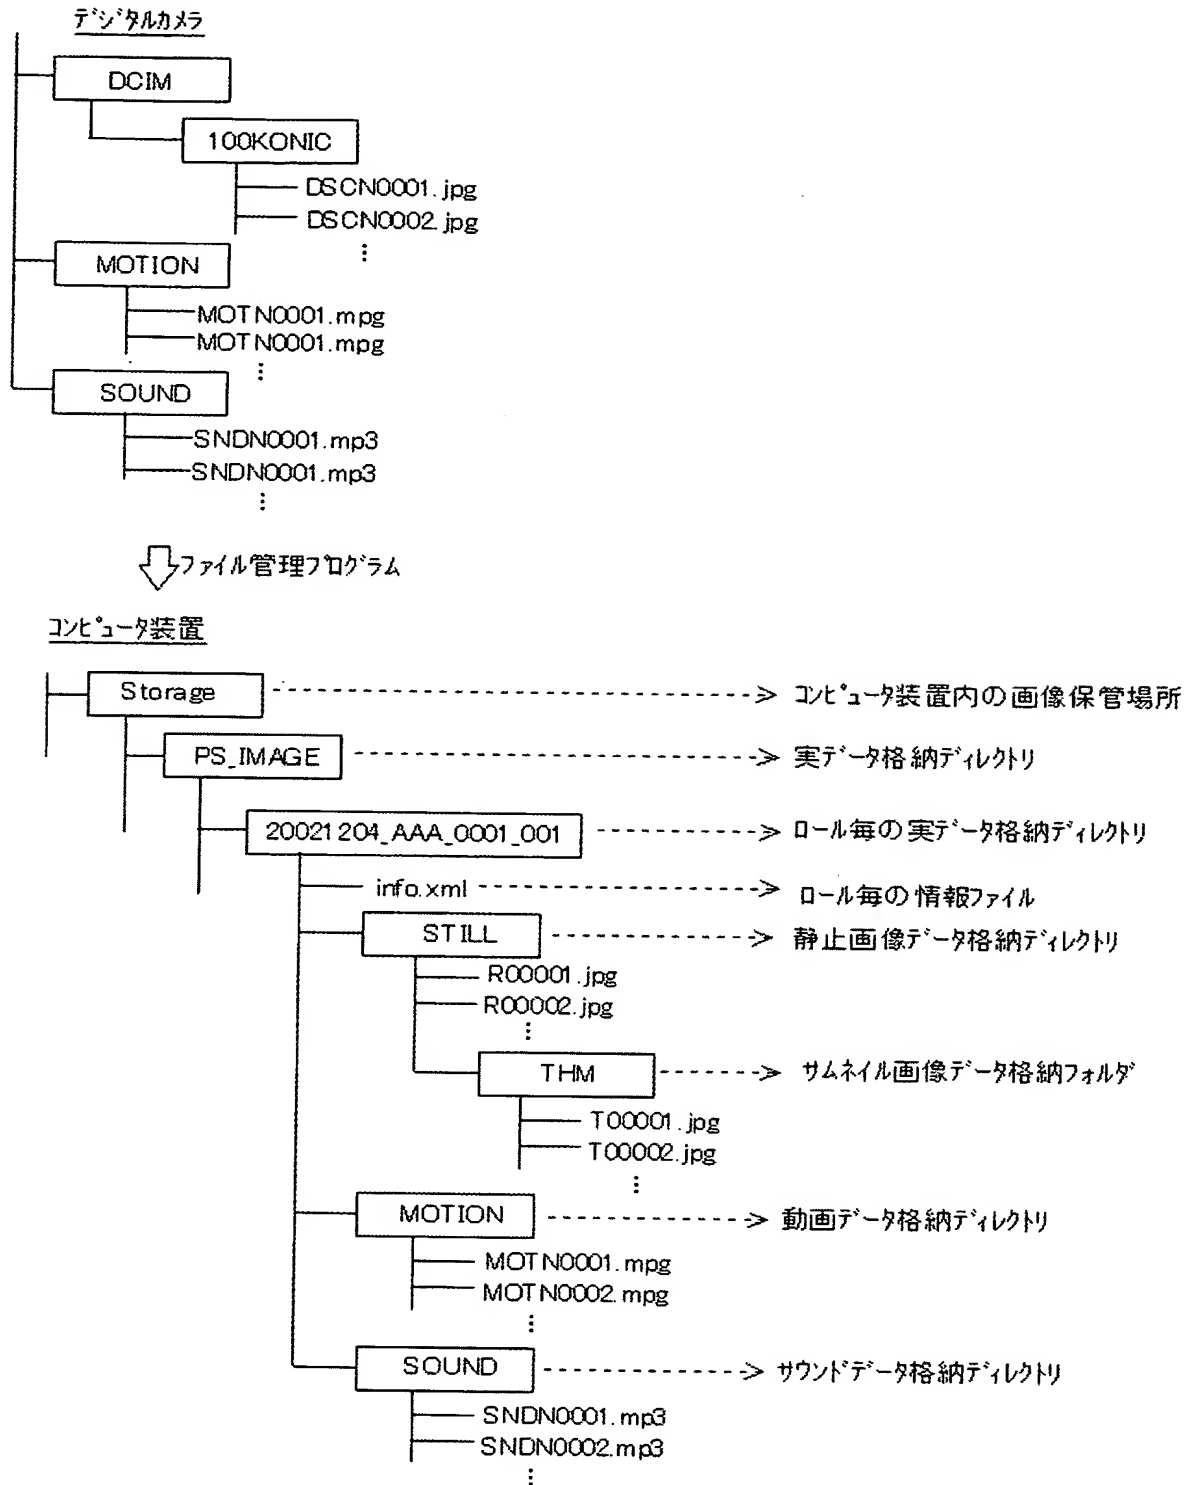 デジタルカメラ
DCIM
100KONIC
DSCN0001.jpg
DSCN0002.jpg
⋮
MOTION
MOTN0001.mpg
MOTN0001.mpg
⋮
SOUND
SNDN0001.mp3
SNDN0001.mp3
⋮
ファイル管理プログラム
コンピュータ装置
Storage コンピュータ装置内の画像保管場所
PS_IMAGE 実データ格納ディレクトリ
20021204_AAA_0001_001 ロール毎の実データ格納ディレクトリ
info.xml ロール毎の情報ファイル
STILL 静止画像データ格納ディレクトリ
R00001.jpg
R00002.jpg
⋮
THM サムネイル画像データ格納フォルダ
T00001.jpg
T00002.jpg
⋮
MOTION 動画データ格納ディレクトリ
MOTN0001.mpg
MOTN0002.mpg
⋮
SOUND サウンドデータ格納ディレクトリ
SNDN0001.mp3
SNDN0002.mp3
⋮